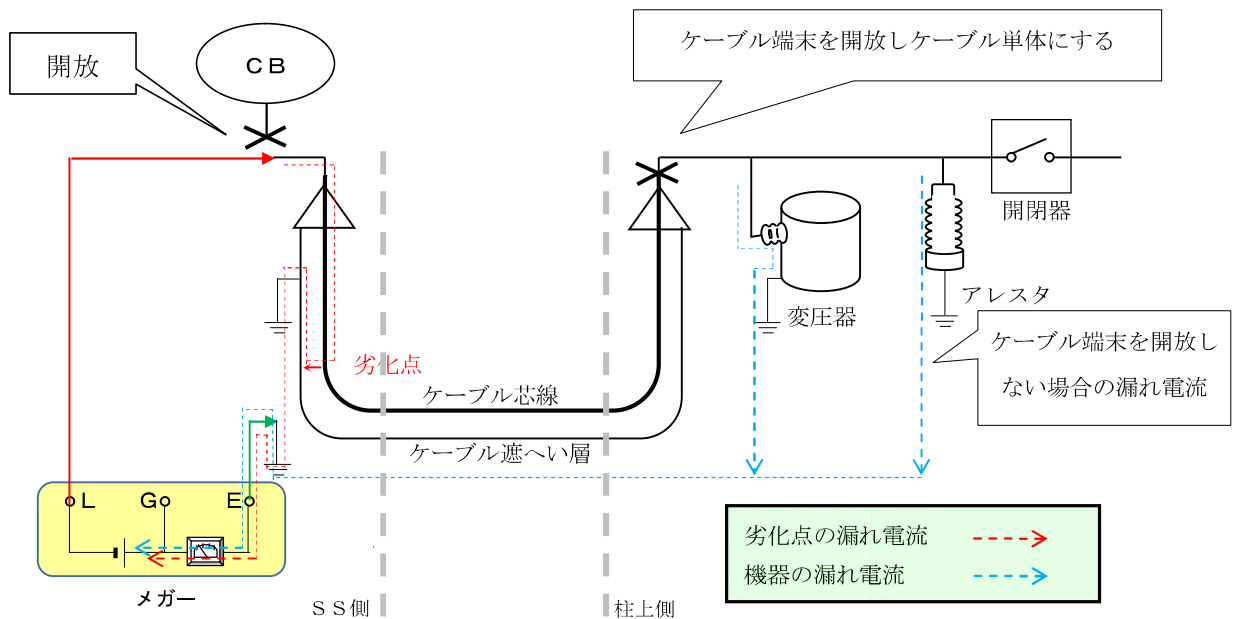 開放
CB
ケーブル端末を開放しケーブル単体にする
開閉器
アレスタ
変圧器
ケーブル端末を開放し
ない場合の漏れ電流
劣化点
ケーブル芯線
ケーブル遮へい層
L G E
メガー
SS側
柱上側
劣化点の漏れ電流
機器の漏れ電流